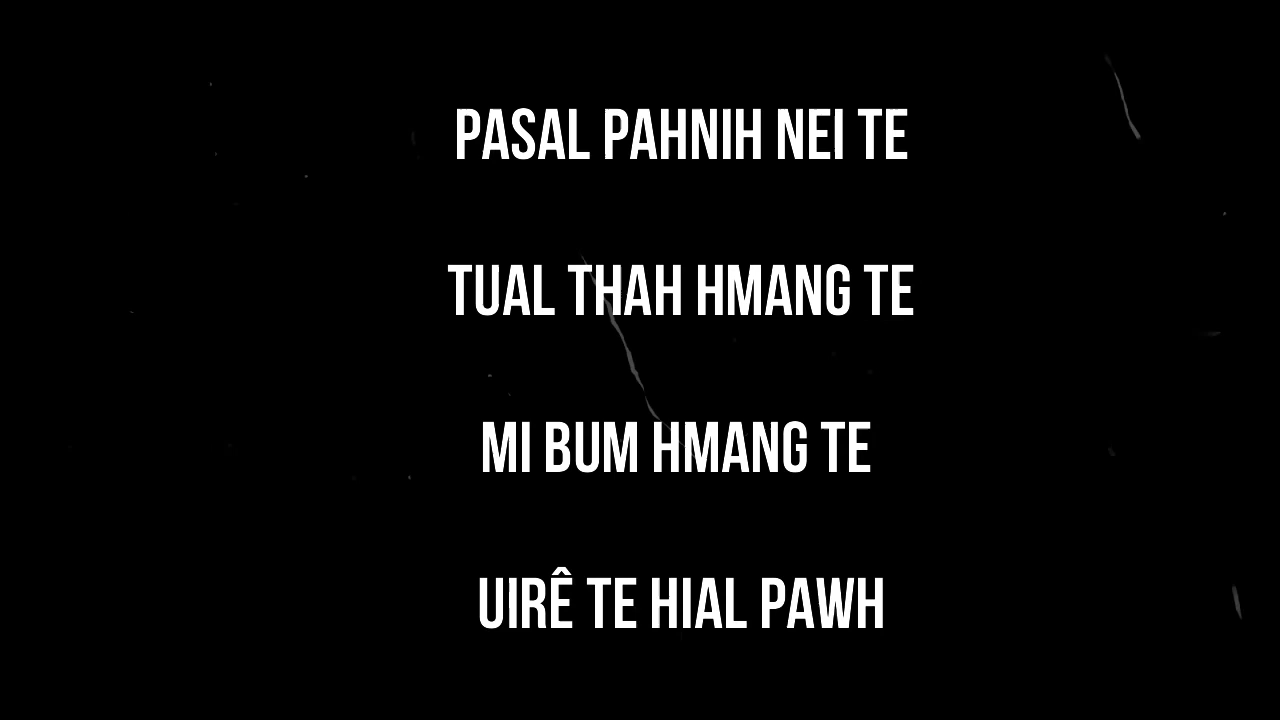 PASAL PAHNIH NEI TE
TUAL THAH HMANG TE
MI BUM HMANG TE
UIRÊ TE HIAL PAWH